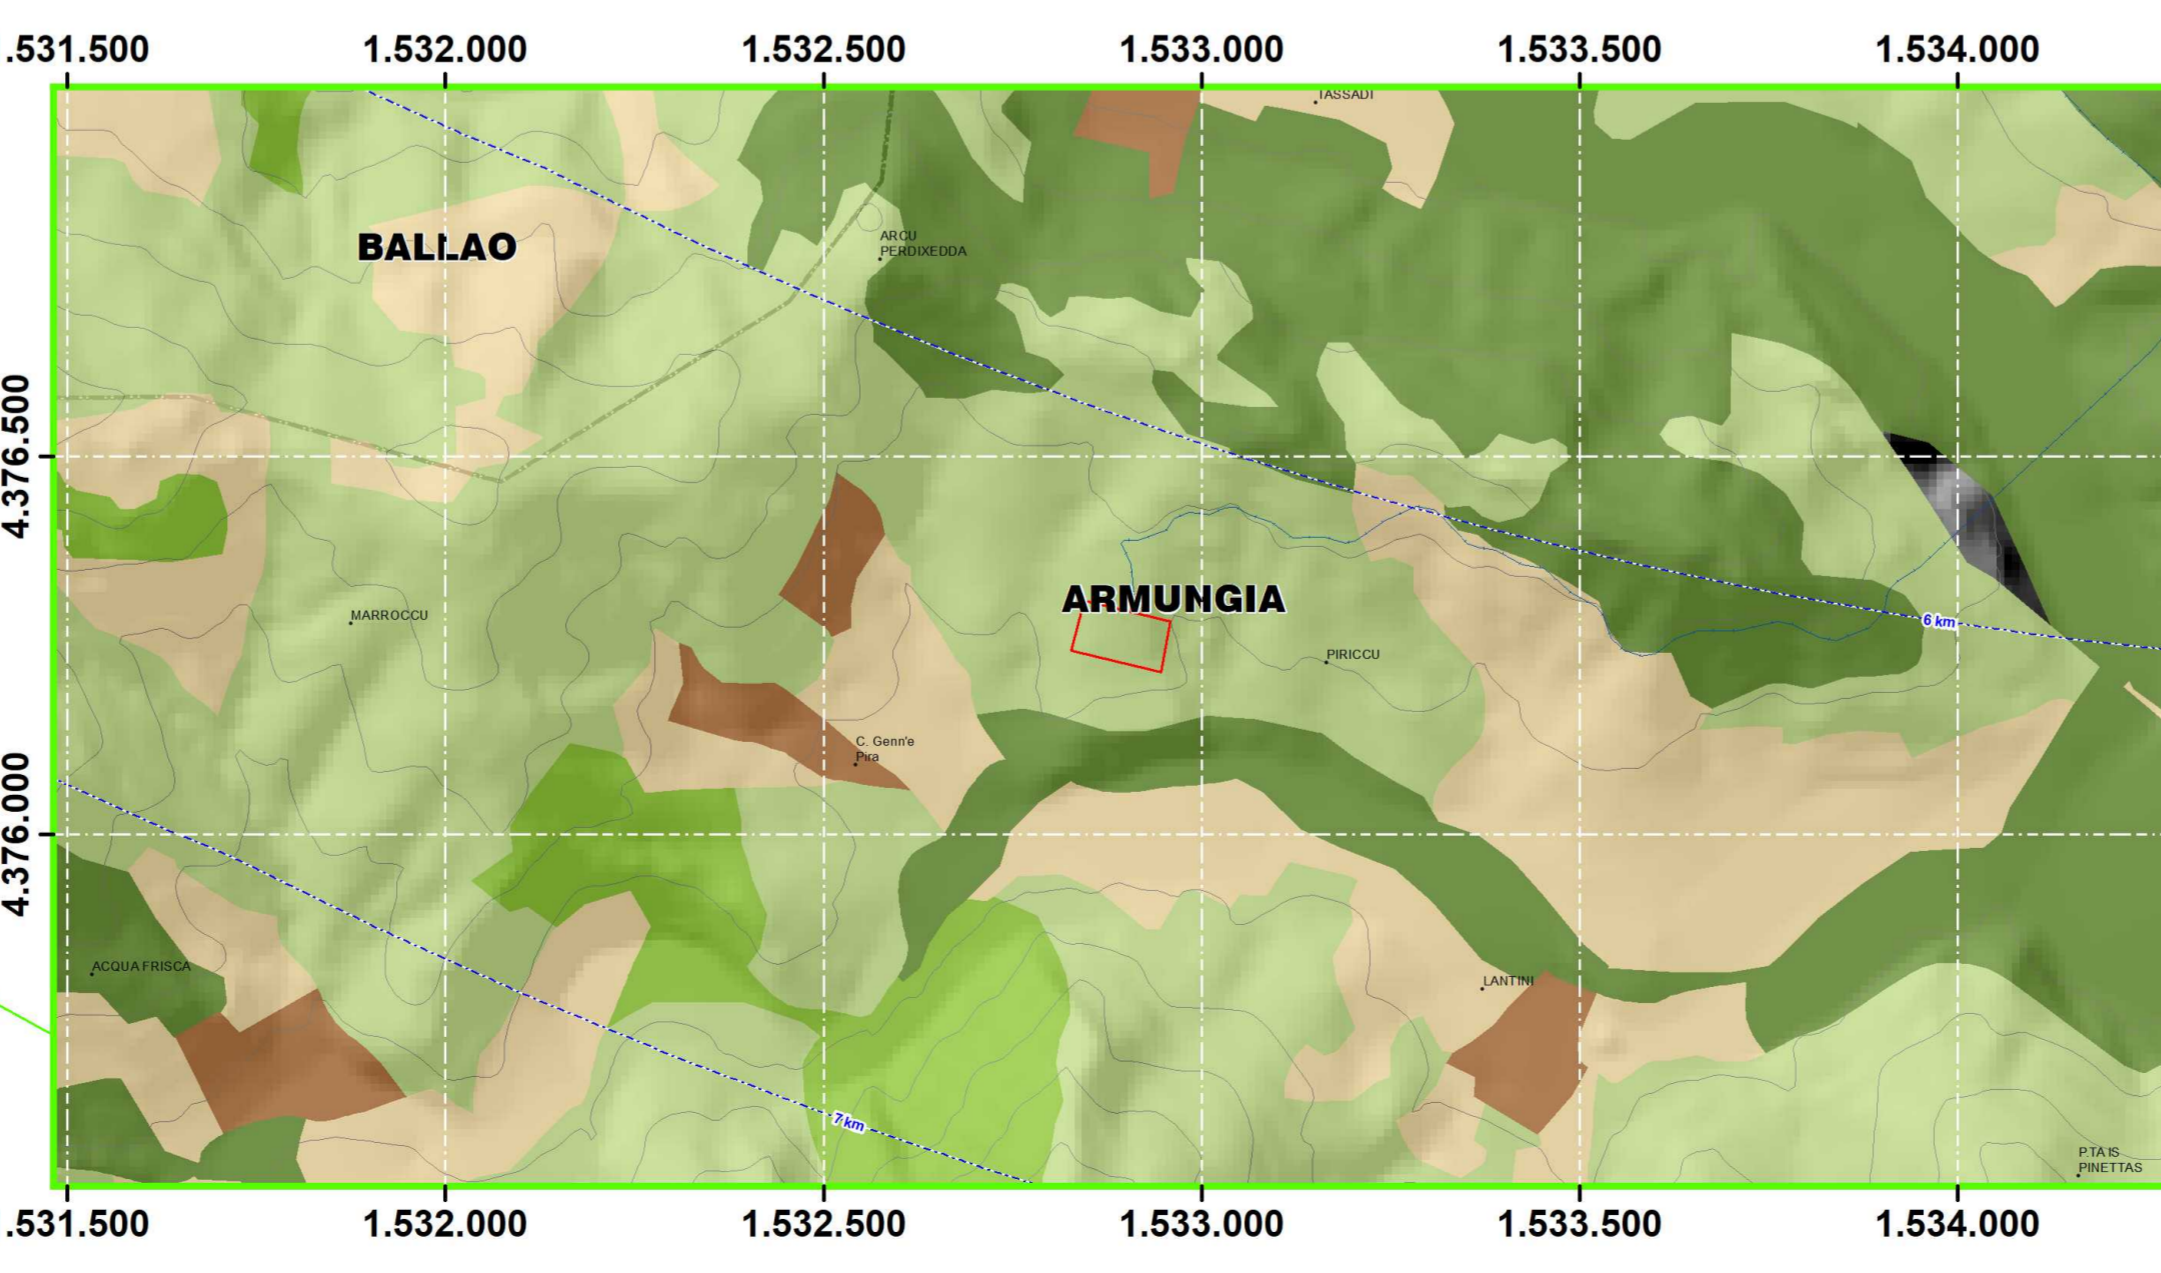 .531.500 1.532.000 1.532.500 1.533.000 1.533.500 1.534.000
TASSADI
BALLAO
ARCU
PERDIXEDDA
4.376.500
ARMUNGIA
MARROCCU
6 km
PIRICCU
C. Genn'e
Pira
4.376.000
ACQUA FRISCA
LANTINI
7 km
P.TA IS
PINETTAS
.531.500 1.532.000 1.532.500 1.533.000 1.533.500 1.534.000